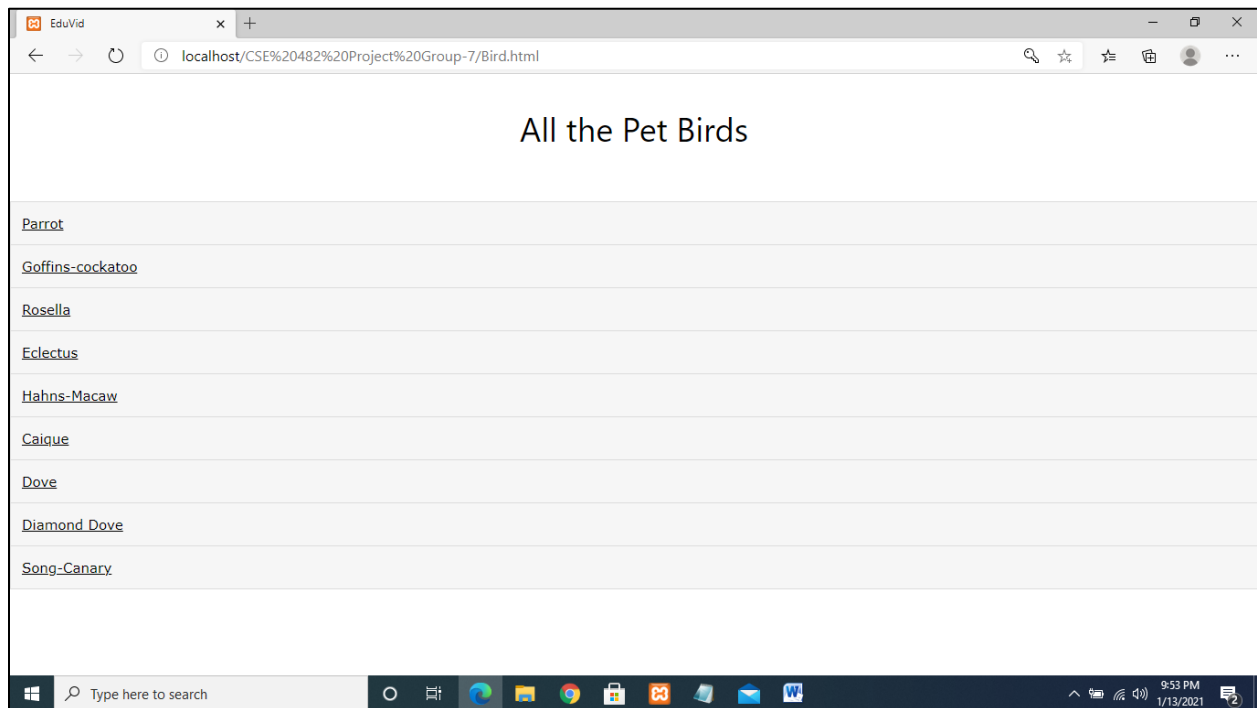 EduVid
localhost/CSE%20482%20Project%20Group-7/Bird.html
All the Pet Birds
Parrot
Goffins-cockatoo
Rosella
Eclectus
Hahns-Macaw
Caique
Dove
Diamond Dove
Song-Canary
Type here to search
9:53 PM
1/13/2021
2